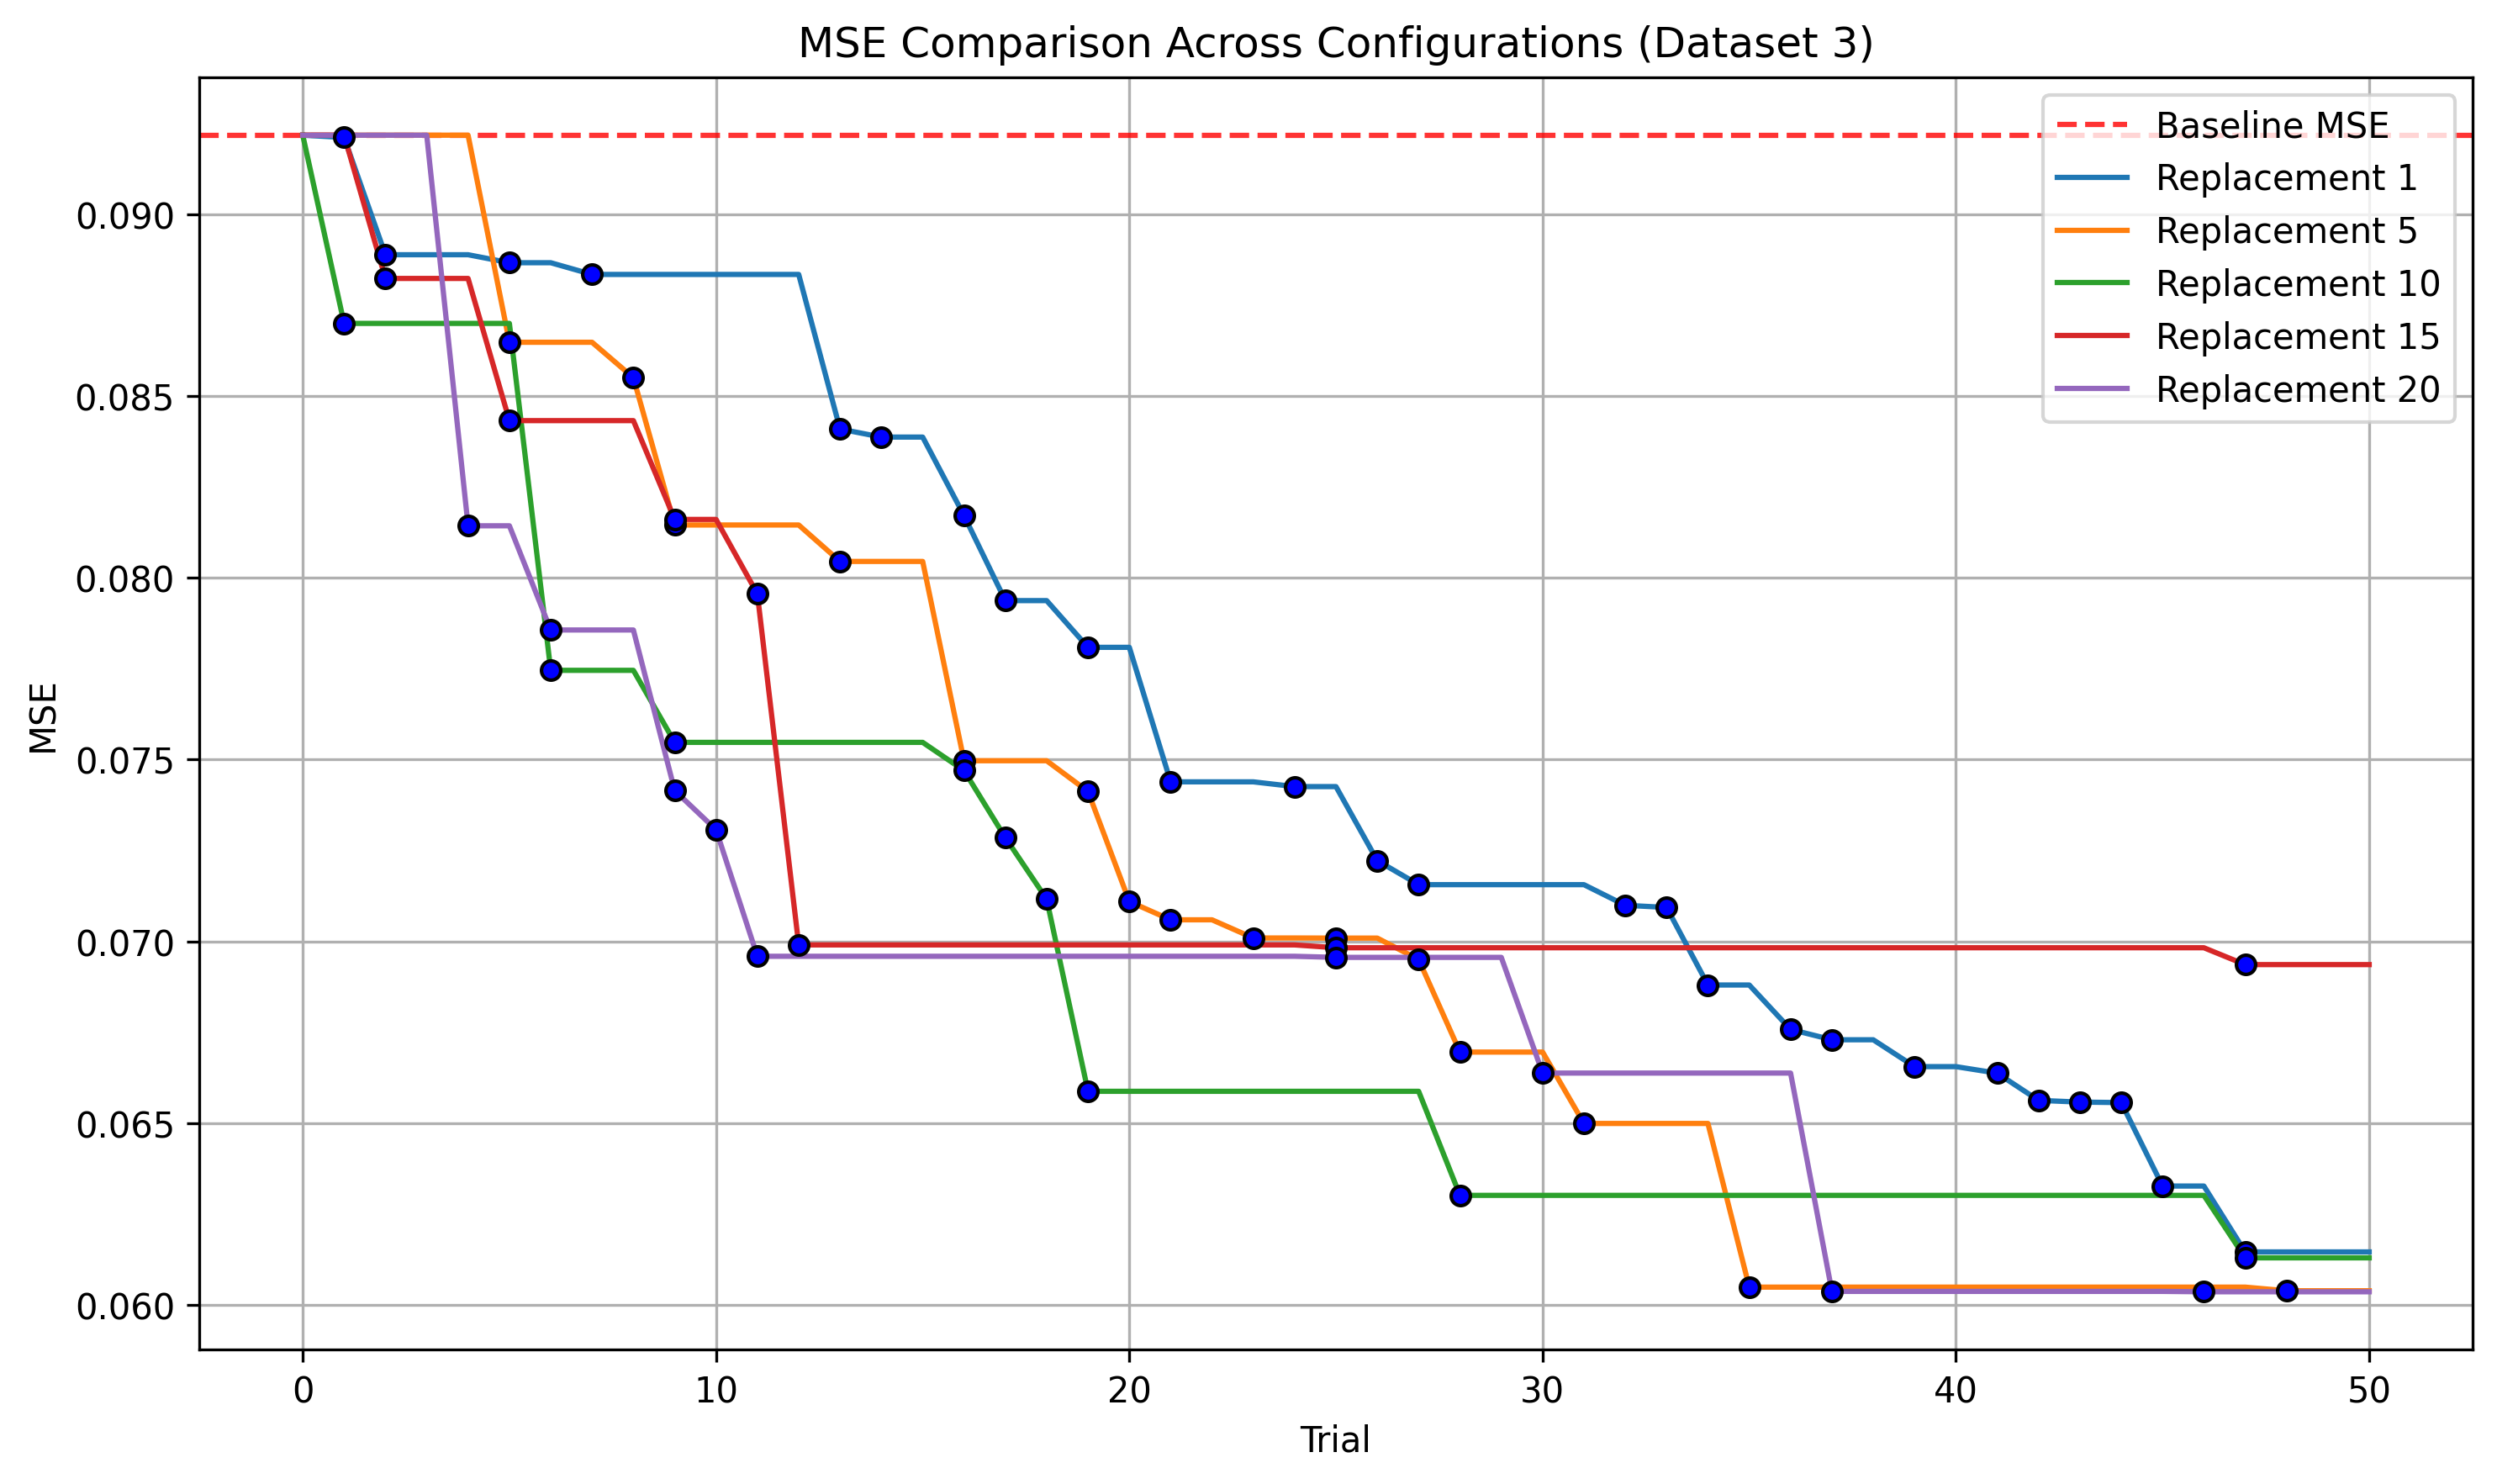 MSE Comparison Across Configurations (Dataset 3)
Baseline MSE
Replacement 1
Replacement 5
Replacement 10
Replacement 15
Replacement 20
MSE
0.090
0.085
0.080
0.075
0.070
0.065
0.060
0 10 20 30 40 50
Trial